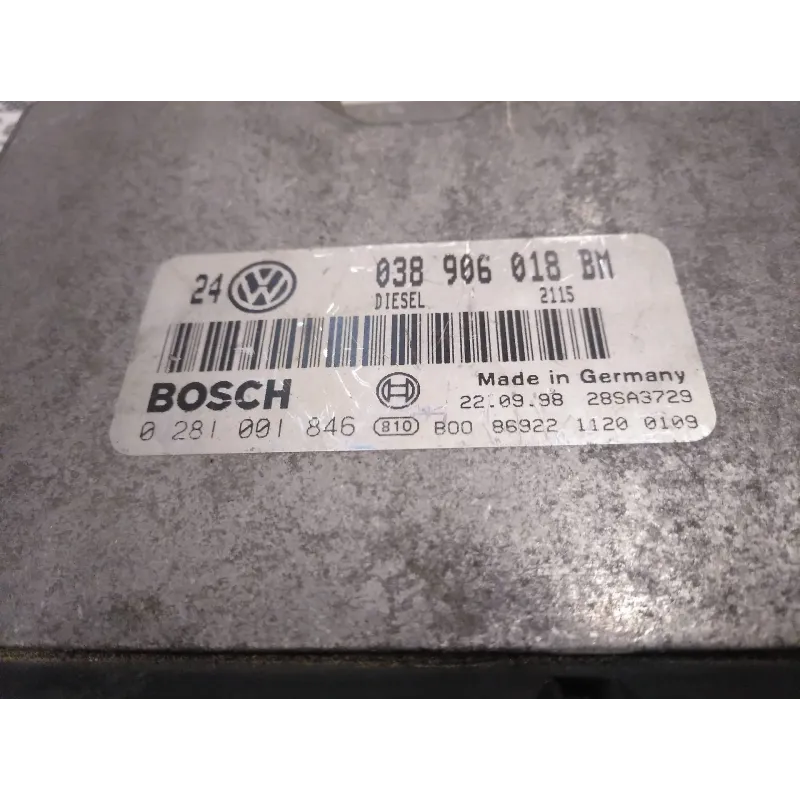 24 VW 038 906 018 BM
DIESEL 2115
BOSCH Made in Germany
22.09.98 28SA3729
0 281 001 846 810 B00 86922 1120 0109